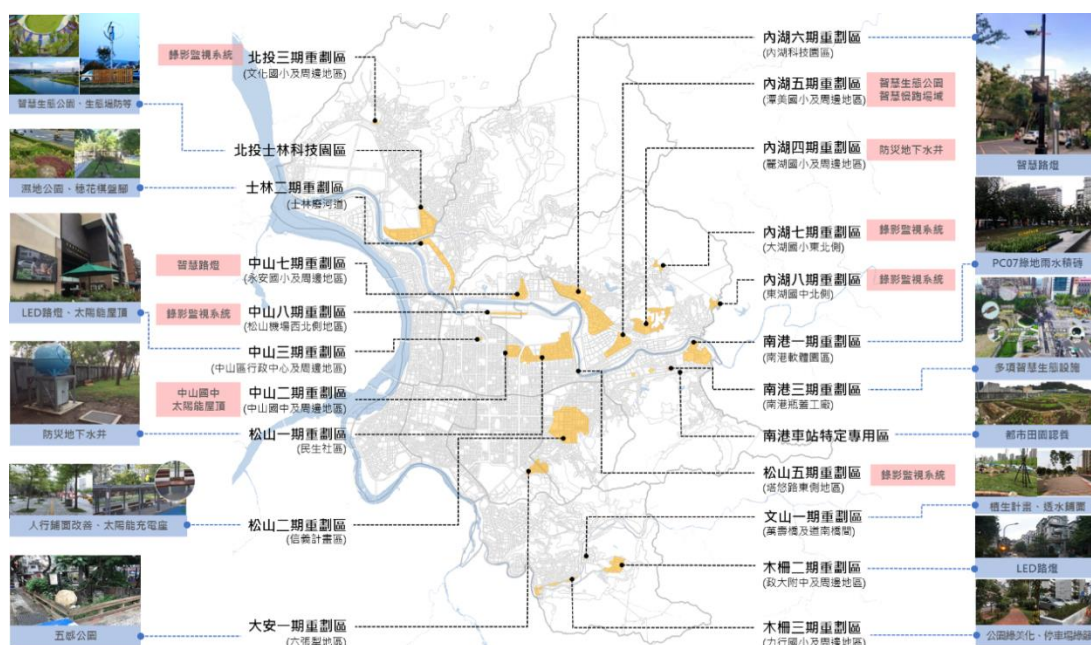 智慧生態公園、生態堤防等
濕地公園、穗花棋盤腳
LED路燈、太陽能屋頂
防災地下水井
人行鋪面改善、太陽能充電座
五感公園
錄影監視系統
北投三期重劃區
(文化國小及周邊地區)
北投士林科技園區
士林二期重劃區
(士林廢河道)
智慧路燈
中山七期重劃區
(永安國小及周邊地區)
錄影監視系統
中山八期重劃區
(松山機場西北側地區)
中山三期重劃區
(中山區行政中心及周邊地區)
中山國中
太陽能屋頂
中山二期重劃區
(中山國中及周邊地區)
松山一期重劃區
(民生社區)
松山二期重劃區
(信義計畫區)
大安一期重劃區
(六張犁地區)
內湖六期重劃區
(內湖科技園區)
內湖五期重劃區
(潭美國小及周邊地區)
智慧生態公園
智慧慢跑場域
內湖四期重劃區
(麗湖國小及周邊地區)
防災地下水井
內湖七期重劃區
(大湖國小東北側)
錄影監視系統
內湖八期重劃區
(東湖國中北側)
錄影監視系統
南港一期重劃區
(南港軟體園區)
南港三期重劃區
(南港瓶蓋工廠)
南港車站特定專用區
松山五期重劃區
(塔悠路東側地區)
錄影監視系統
文山一期重劃區
(萬壽橋及道南橋間)
木柵二期重劃區
(政大附中及周邊地區)
木柵三期重劃區
(力行國小及周邊地區)
智慧路燈
PC07綠地雨水積磚
多項智慧生態設施
都市田園認養
植生計畫、透水鋪面
LED路燈
公園綠美化、停車場綠籬